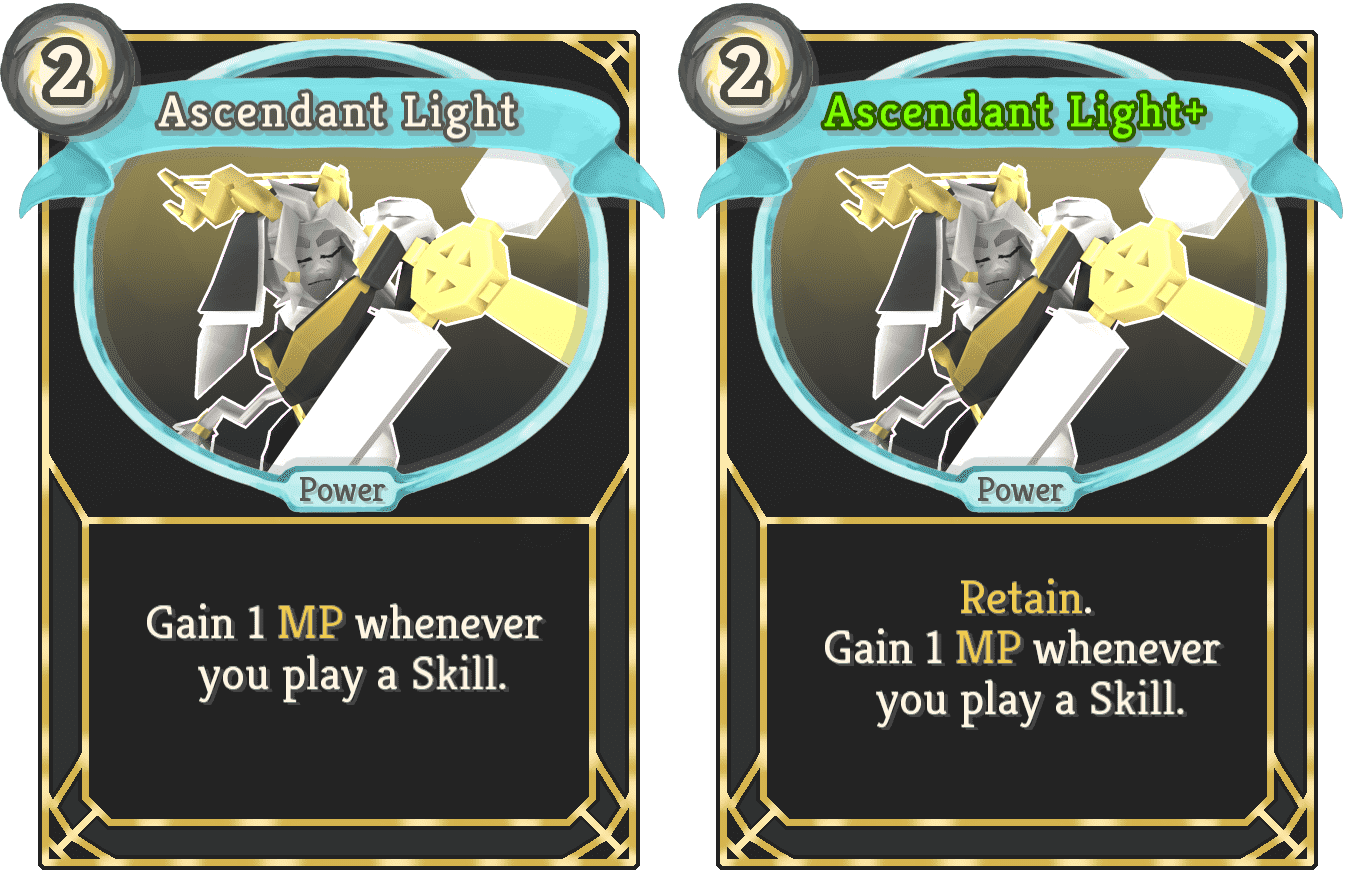 2
Ascendant Light
Power
Gain 1 MP whenever
you play a Skill.
2
Ascendant Light+
Power
Retain.
Gain 1 MP whenever
you play a Skill.